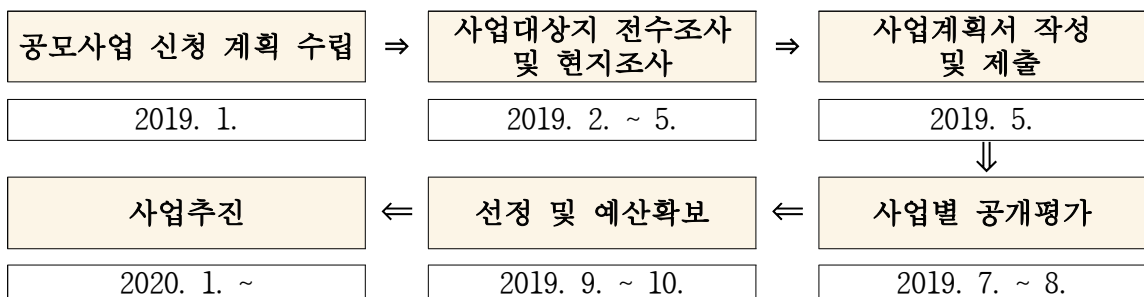 공모사업 신청 계획 수립 ⇒ 사업대상지 전수조사 및 현지조사 ⇒ 사업계획서 작성 및 제출
2019. 1.
2019. 2. ~ 5.
2019. 5.
⇓
사업추진 ⇐ 선정 및 예산확보 ⇐ 사업별 공개평가
2020. 1. ~
2019. 9. ~ 10.
2019. 7. ~ 8.